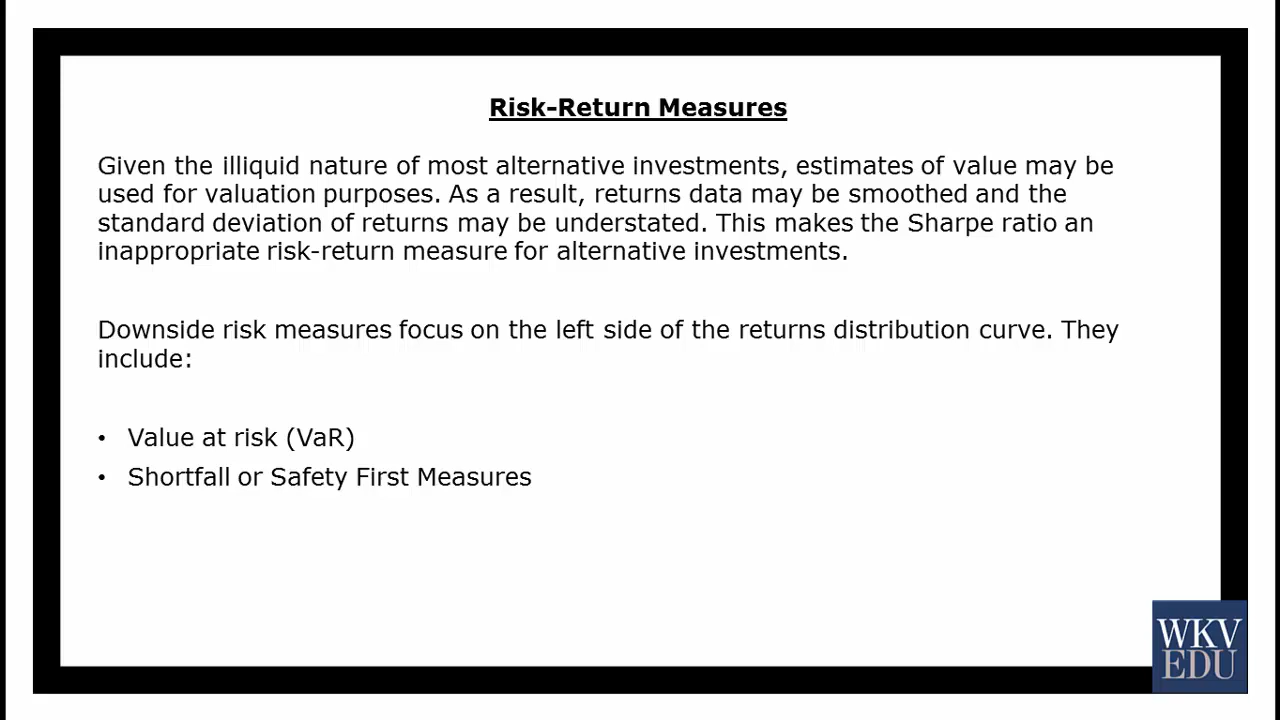 Risk-Return Measures
Given the illiquid nature of most alternative investments, estimates of value may be
used for valuation purposes. As a result, returns data may be smoothed and the
standard deviation of returns may be understated. This makes the Sharpe ratio an
inappropriate risk-return measure for alternative investments.
Downside risk measures focus on the left side of the returns distribution curve. They
include:
• Value at risk (VaR)
• Shortfall or Safety First Measures
WKV
EDU